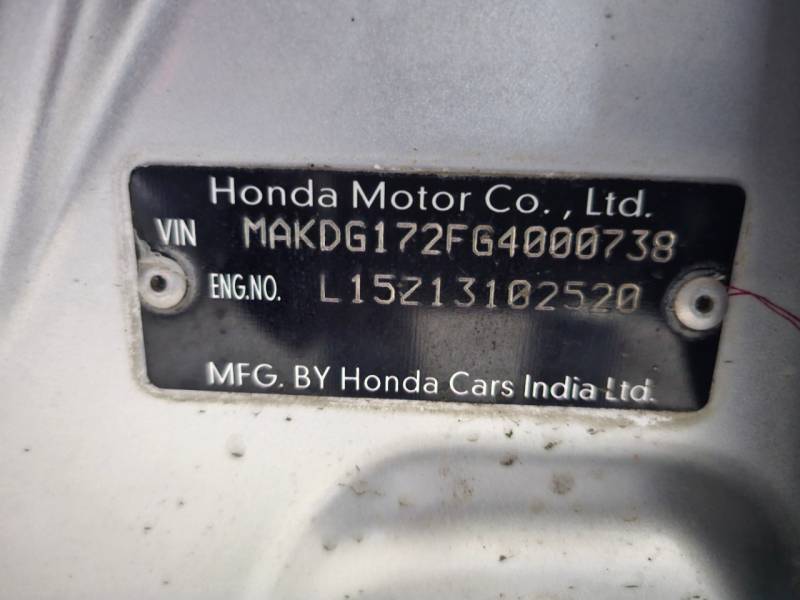 Honda Motor Co., Ltd.
VIN MAKDG172FG4000738
ENG.NO. L15Z13102520
MFG. BY Honda Cars India Ltd.